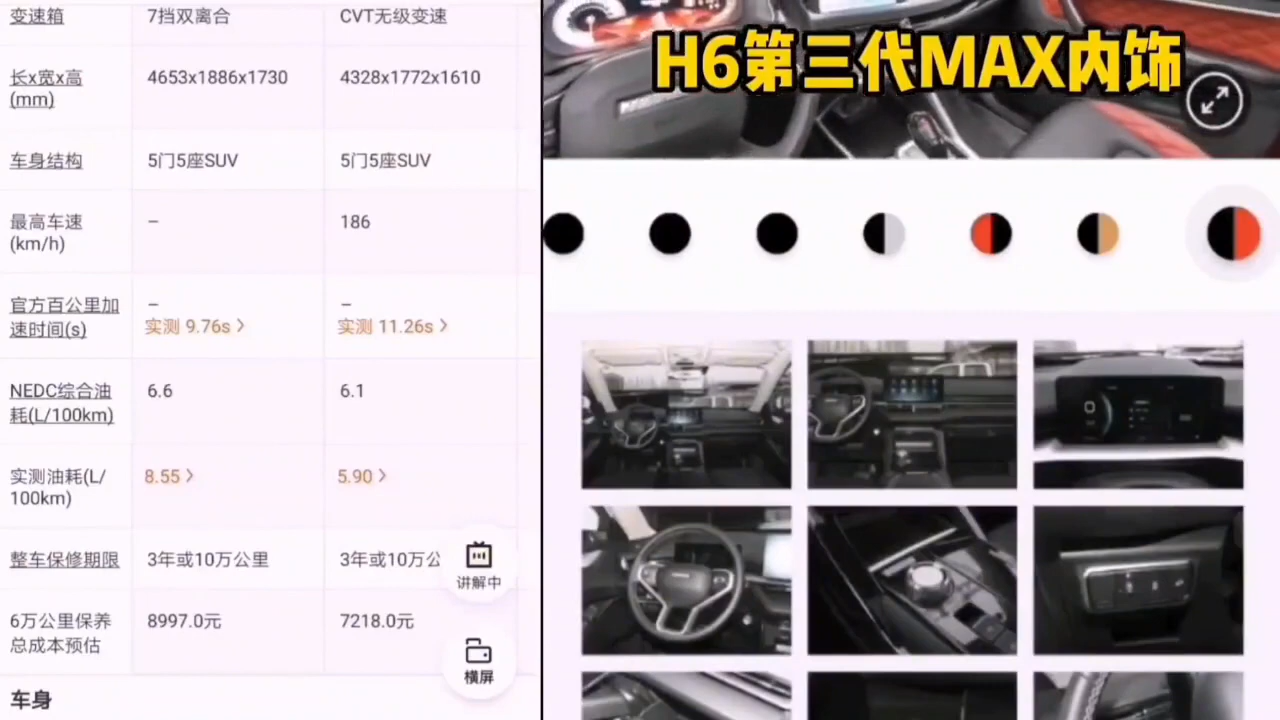 变速箱
7挡双离合
CVT无级变速
长x宽x高
(mm)
4653x1886x1730
4328x1772x1610
车身结构
5门5座SUV
5门5座SUV
最高车速
(km/h)
–
186
官方百公里加
速时间(s)
–
实测 9.76s
–
实测 11.26s
NEDC综合油
耗(L/100km)
6.6
6.1
实测油耗(L/
100km)
8.55
5.90
整车保修期限
3年或10万公里
3年或10万公
6万公里保养
总成本预估
8997.0元
7218.0元
讲解中
横屏
车身
H6第三代MAX内饰